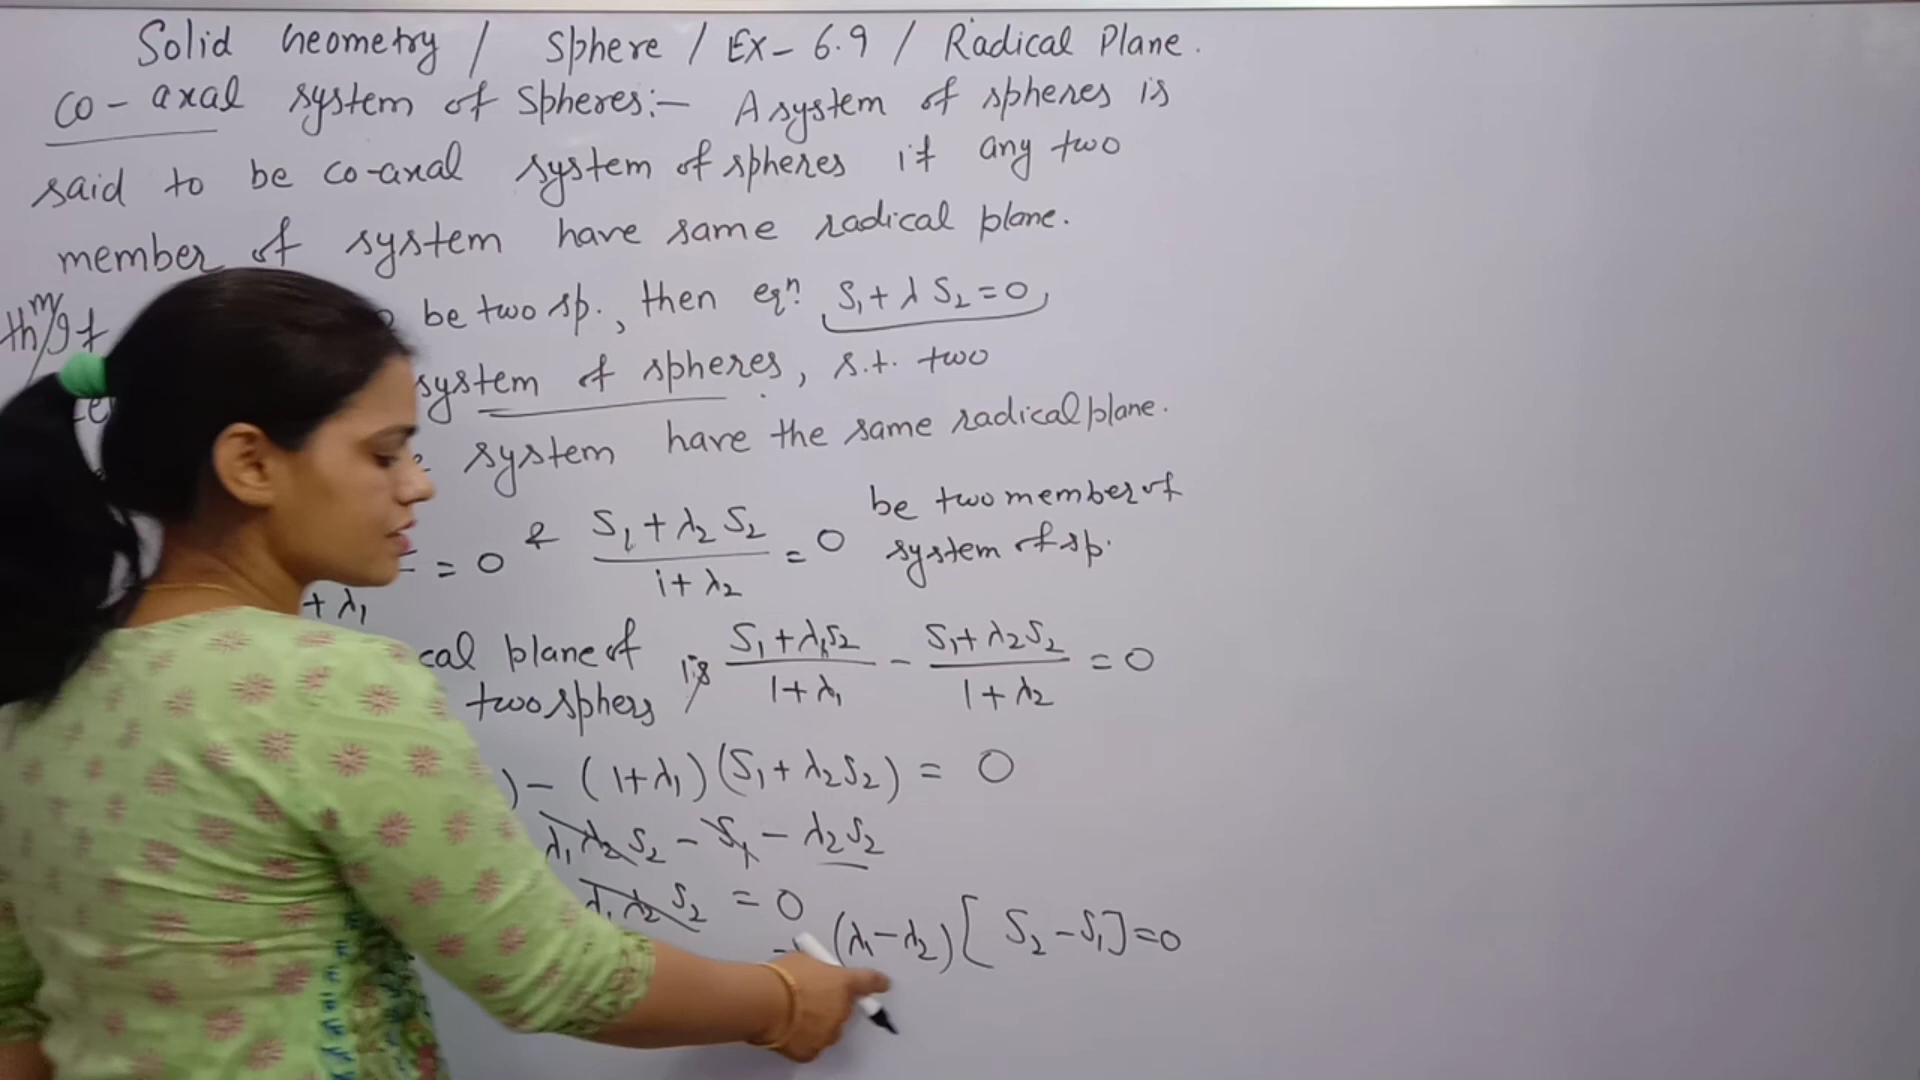 Solid Geometry / Sphere / EX- 6.9 / Radical Plane.
Co-axal system of Spheres:- A system of spheres is
said to be co-axal system of spheres if any two
member of system have same radical plane.
thm/ If be two sp., then eqn. S₁ + λ S₂ = 0,
system of spheres, s.t. two
system have the same radical plane.
= 0 & S₁ + λ₂ S₂ / 1 + λ₂ = 0 be two member of
system of sp.
+ λ₁
cal plane of two sphers is S₁ + λ₁S₂ / 1 + λ₁ - S₁ + λ₂S₂ / 1 + λ₂ = 0
) - (1 + λ₁) (S₁ + λ₂S₂) = 0
λ₁λ₂ S₂ - S₁ - λ₂S₂
λ₁λ₂ S₂ = 0
(λ₁ - λ₂) [ S₂ - S₁] = 0